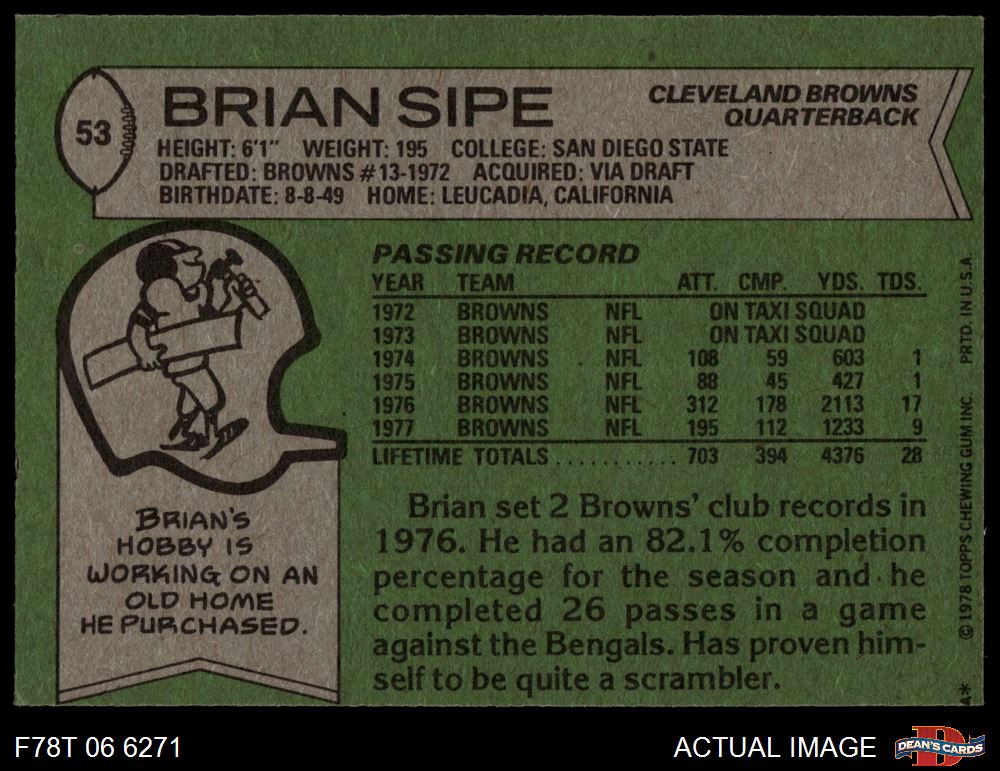 53
BRIAN SIPE
CLEVELAND BROWNS
QUARTERBACK
HEIGHT: 6'1" WEIGHT: 195 COLLEGE: SAN DIEGO STATE
DRAFTED: BROWNS #13-1972 ACQUIRED: VIA DRAFT
BIRTHDATE: 8-8-49 HOME: LEUCADIA, CALIFORNIA
PASSING RECORD
YEAR TEAM ATT. CMP. YDS. TDS.
1972 BROWNS NFL ON TAXI SQUAD
1973 BROWNS NFL ON TAXI SQUAD
1974 BROWNS NFL 108 59 603 1
1975 BROWNS NFL 88 45 427 1
1976 BROWNS NFL 312 178 2113 17
1977 BROWNS NFL 195 112 1233 9
LIFETIME TOTALS ........... 703 394 4376 28
BRIAN'S
HOBBY IS
WORKING ON AN
OLD HOME
HE PURCHASED.
Brian set 2 Browns' club records in
1976. He had an 82.1% completion
percentage for the season and he
completed 26 passes in a game
against the Bengals. Has proven him-
self to be quite a scrambler.
A* © 1978 TOPPS CHEWING GUM INC. PRTD. IN U.S.A.
F78T 06 6271
ACTUAL IMAGE
D
DEAN'S CARDS